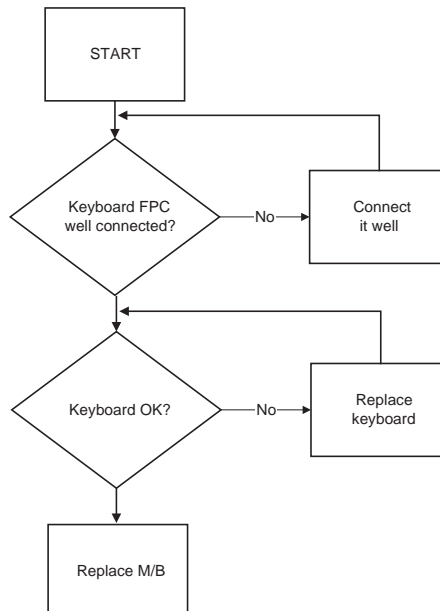 START
Keyboard FPC
well connected?
No
Connect
it well
Keyboard OK?
No
Replace
keyboard
Replace M/B